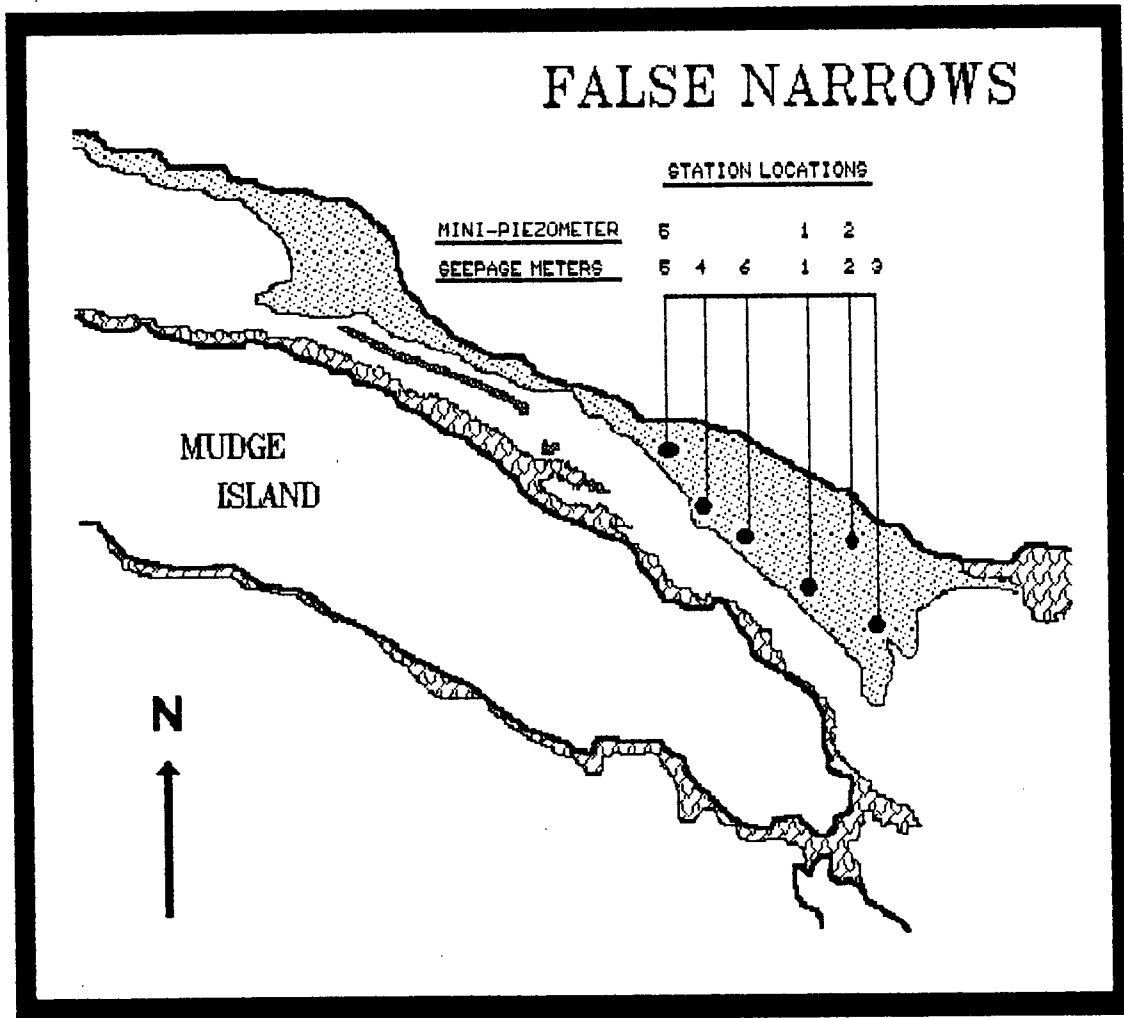 FALSE NARROWS
STATION LOCATIONS
MINI-PIEZOMETER 5 1 2
SEEPAGE METERS 5 4 6 1 2 3
MUDGE
ISLAND
N